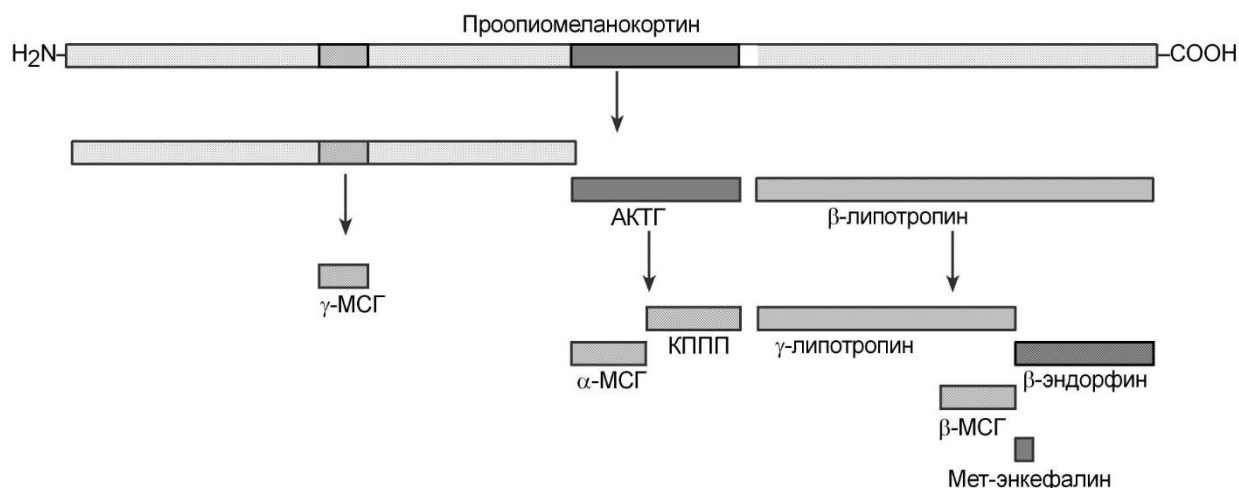 Проопиомеланокортин
H2N-
-COOH
АКТГ
β-липотропин
γ-МСГ
КППП
γ-липотропин
α-МСГ
β-эндорфин
β-МСГ
Мет-энкефалин